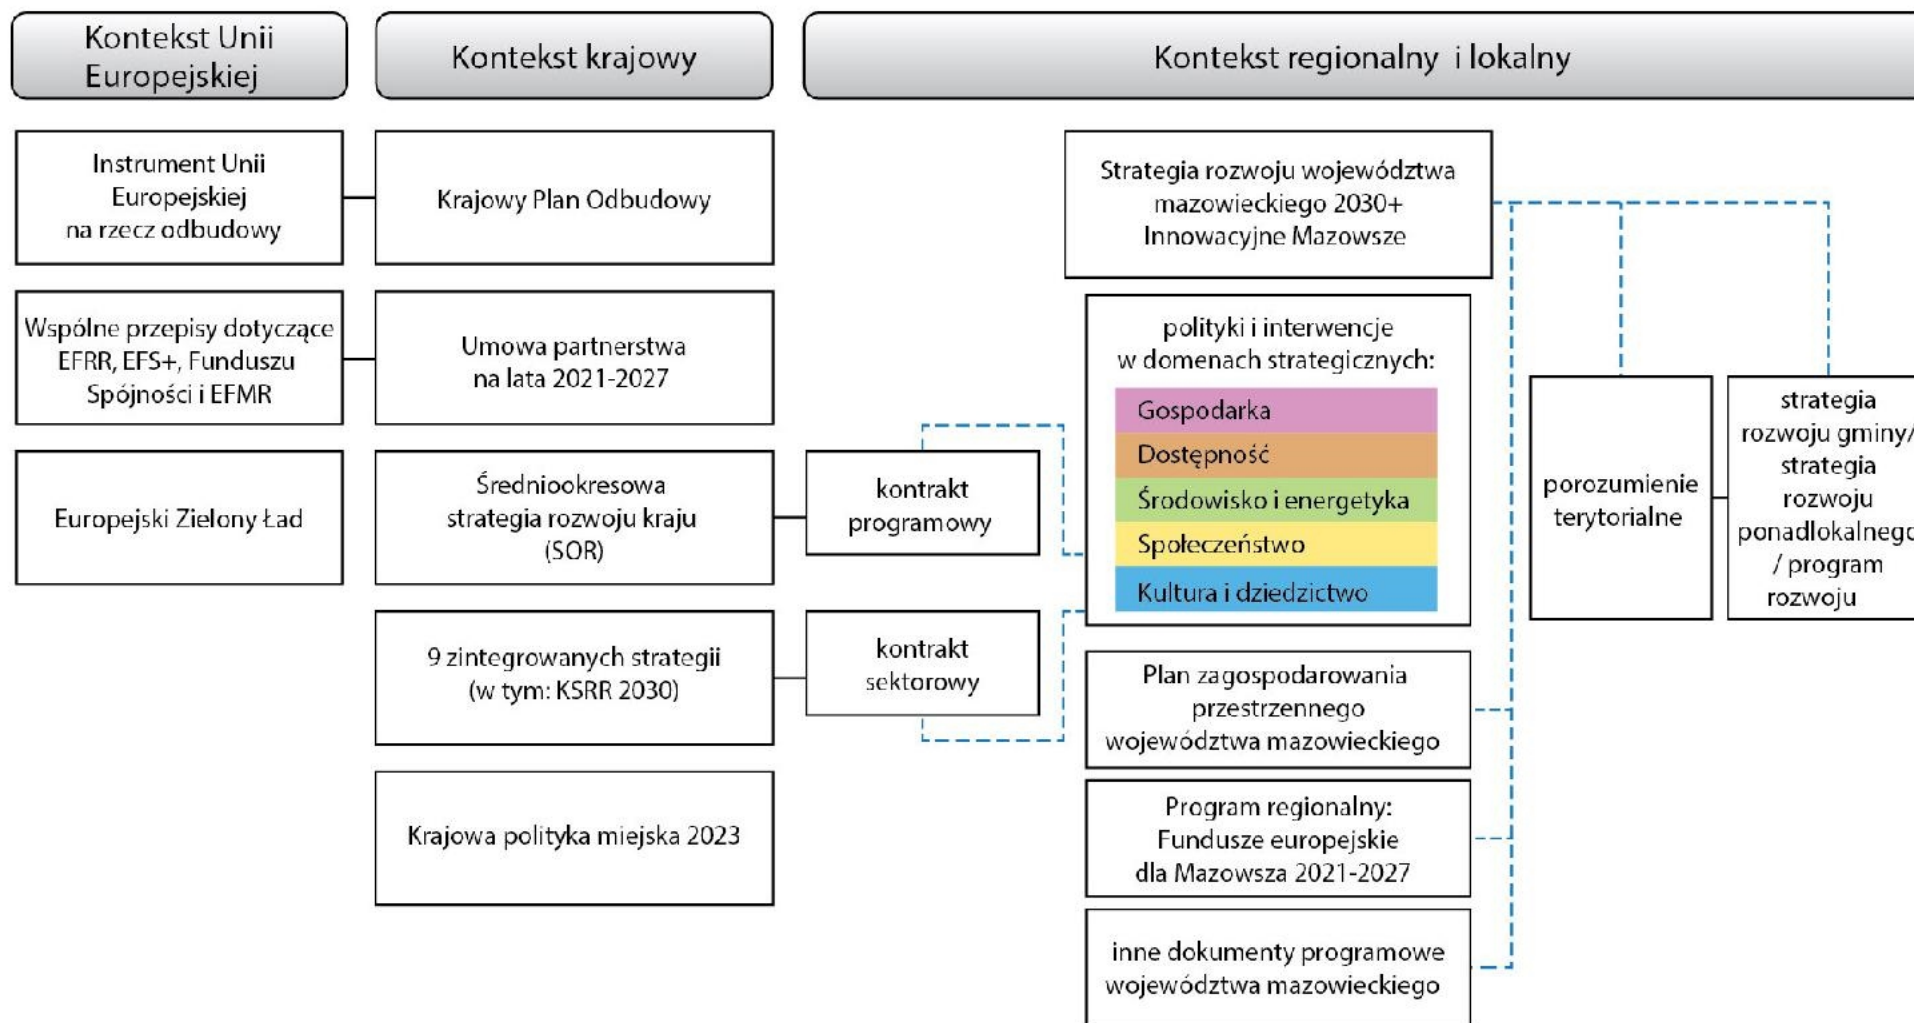 Kontekst Unii
Europejskiej
Kontekst krajowy
Kontekst regionalny i lokalny
Instrument Unii
Europejskiej
na rzecz odbudowy
Krajowy Plan Odbudowy
Strategia rozwoju województwa
mazowieckiego 2030+
Innowacyjne Mazowsze
Wspólne przepisy dotyczące
EFRR, EFS+, Funduszu
Spójności i EFMR
Umowa partnerstwa
na lata 2021-2027
polityki i interwencje
w domenach strategicznych:
Gospodarka
Dostępność
Środowisko i energetyka
Społeczeństwo
Kultura i dziedzictwo
Europejski Zielony Ład
Średniookresowa
strategia rozwoju kraju
(SOR)
kontrakt
programowy
porozumienie
terytorialne
strategia
rozwoju gminy/
strategia
rozwoju
ponadlokalnego
/ program
rozwoju
9 zintegrowanych strategii
(w tym: KSRR 2030)
kontrakt
sektorowy
Plan zagospodarowania
przestrzennego
województwa mazowieckiego
Krajowa polityka miejska 2023
Program regionalny:
Fundusze europejskie
dla Mazowsza 2021-2027
inne dokumenty programowe
województwa mazowieckiego